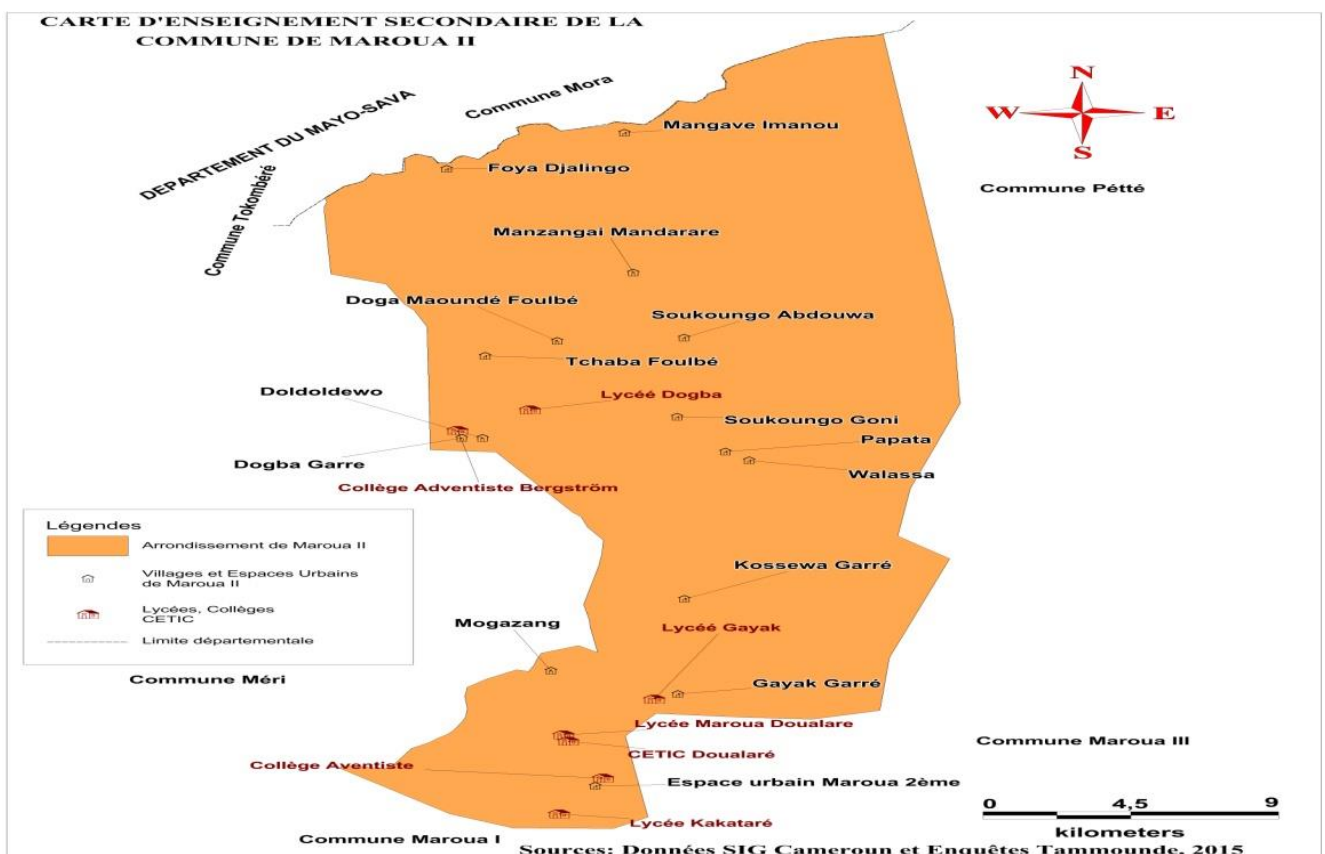 CARTE D'ENSEIGNEMENT SECONDAIRE DE LA
COMMUNE DE MAROUA II
N
W
E
S
Commune Mora
DEPARTEMENT DU MAYO-SAVA
Commune Tokombéré
Mangave Imanou
Foya Djalingo
Commune Pétté
Manzangai Mandarare
Doga Maoundé Foulbé
Soukoungo Abdouwa
Tchaba Foulbé
Doldoldewo
Lycéé Dogba
Soukoungo Goni
Papata
Dogba Garre
Walassa
Collège Adventiste Bergström
Légendes
Arrondissement de Maroua II
Villages et Espaces Urbains
de Maroua II
Lycées, Collèges
CETIC
Limite départementale
Kossewa Garré
Mogazang
Lycéé Gayak
Commune Méri
Gayak Garré
Lycée Maroua Doualare
Commune Maroua III
CETIC Doualaré
Collège Aventiste
Espace urbain Maroua 2ème
0 4,5 9
kilometers
Lycée Kakataré
Commune Maroua I
Sources: Données SIG Cameroun et Enquêtes Tammounde, 2015